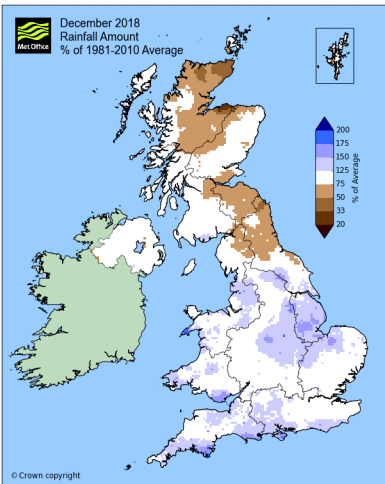 Met Office
December 2018
Rainfall Amount
% of 1981-2010 Average
200
175
150
125
75
50
33
20
% of Average
© Crown copyright